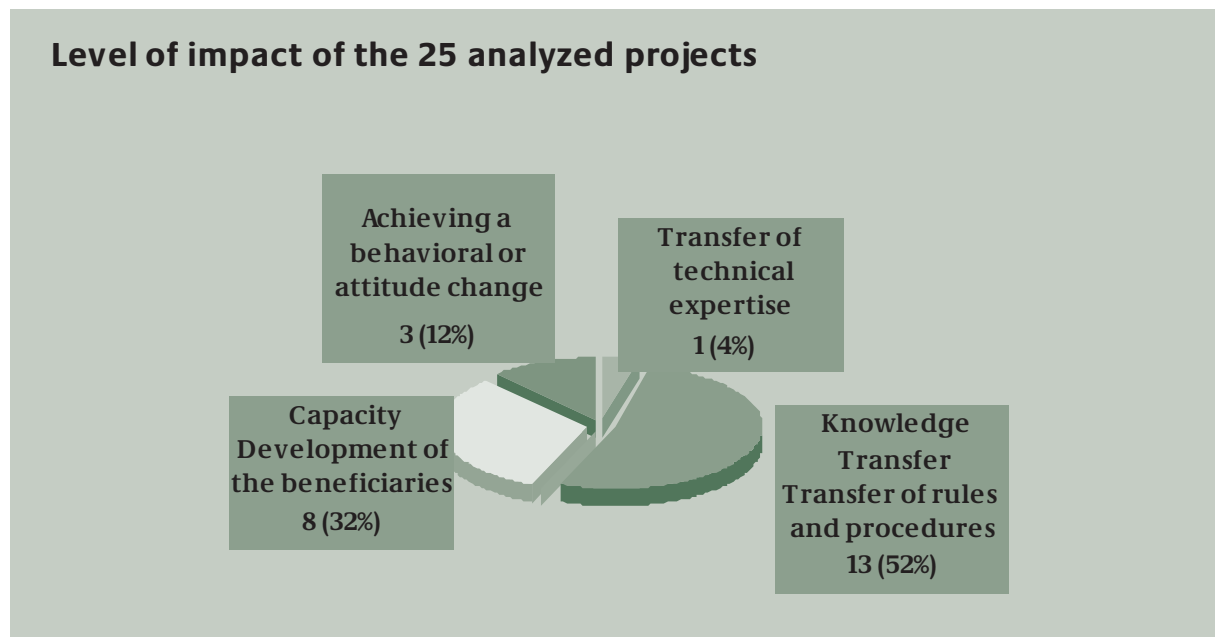 Level of impact of the 25 analyzed projects
Achieving a
behavioral or
attitude change
3 (12%)
Transfer of
technical
expertise
1 (4%)
Capacity
Development of
the beneficiaries
8 (32%)
Knowledge
Transfer
Transfer of rules
and procedures
13 (52%)